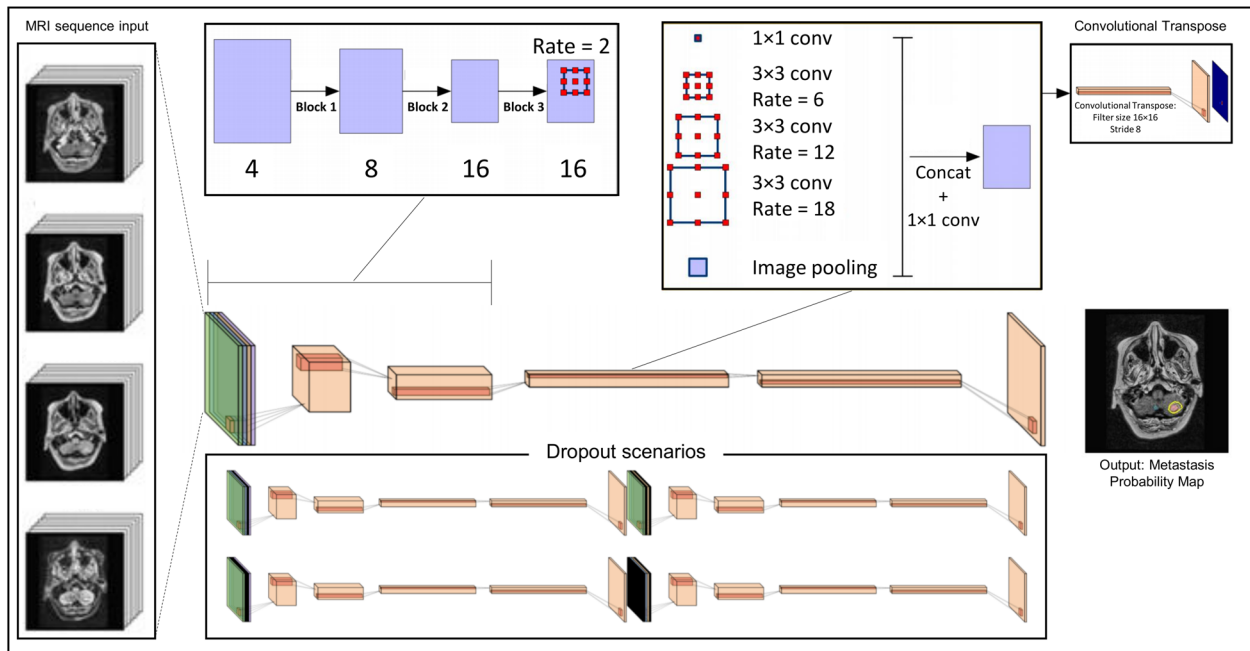 MRI sequence input
Rate = 2
Block 1
Block 2
Block 3
4
8
16
16
1×1 conv
3×3 conv
Rate = 6
3×3 conv
Rate = 12
3×3 conv
Rate = 18
Image pooling
Concat
+
1×1 conv
Convolutional Transpose
Convolutional Transpose:
Filter size 16×16
Stride 8
Dropout scenarios
Output: Metastasis
Probability Map